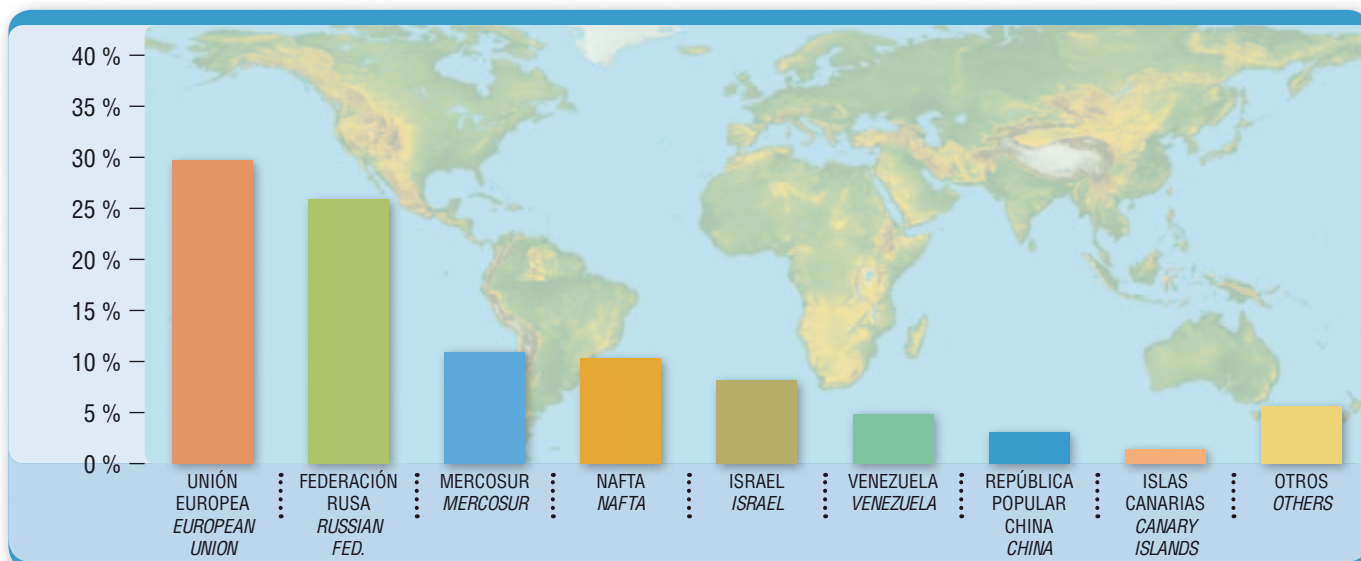 40 %
35 %
30 %
25 %
20 %
15 %
10 %
5 %
0 %
UNIÓN
EUROPEA
EUROPEAN
UNION
FEDERACIÓN
RUSA
RUSSIAN
FED.
MERCOSUR
MERCOSUR
NAFTA
NAFTA
ISRAEL
ISRAEL
VENEZUELA
VENEZUELA
REPÚBLICA
POPULAR
CHINA
CHINA
ISLAS
CANARIAS
CANARY
ISLANDS
OTROS
OTHERS